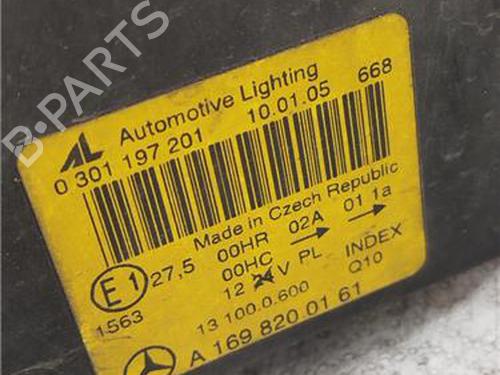 B-PARTS
AL Automotive Lighting
0 301 197 201 10.01.05 668
Made in Czech Republic
E1 27,5 00HR 02A 01 1a
00HC
1563 12 24 V PL INDEX
13 100.0.600 Q10
A 169 820 01 61